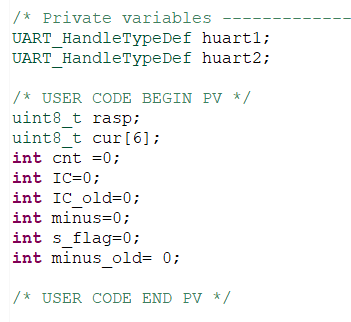 /* Private variables -------------
UART_HandleTypeDef huart1;
UART_HandleTypeDef huart2;
/* USER CODE BEGIN PV */
uint8_t rasp;
uint8_t cur[6];
int cnt =0;
int IC=0;
int IC_old=0;
int minus=0;
int s_flag=0;
int minus_old= 0;
/* USER CODE END PV */